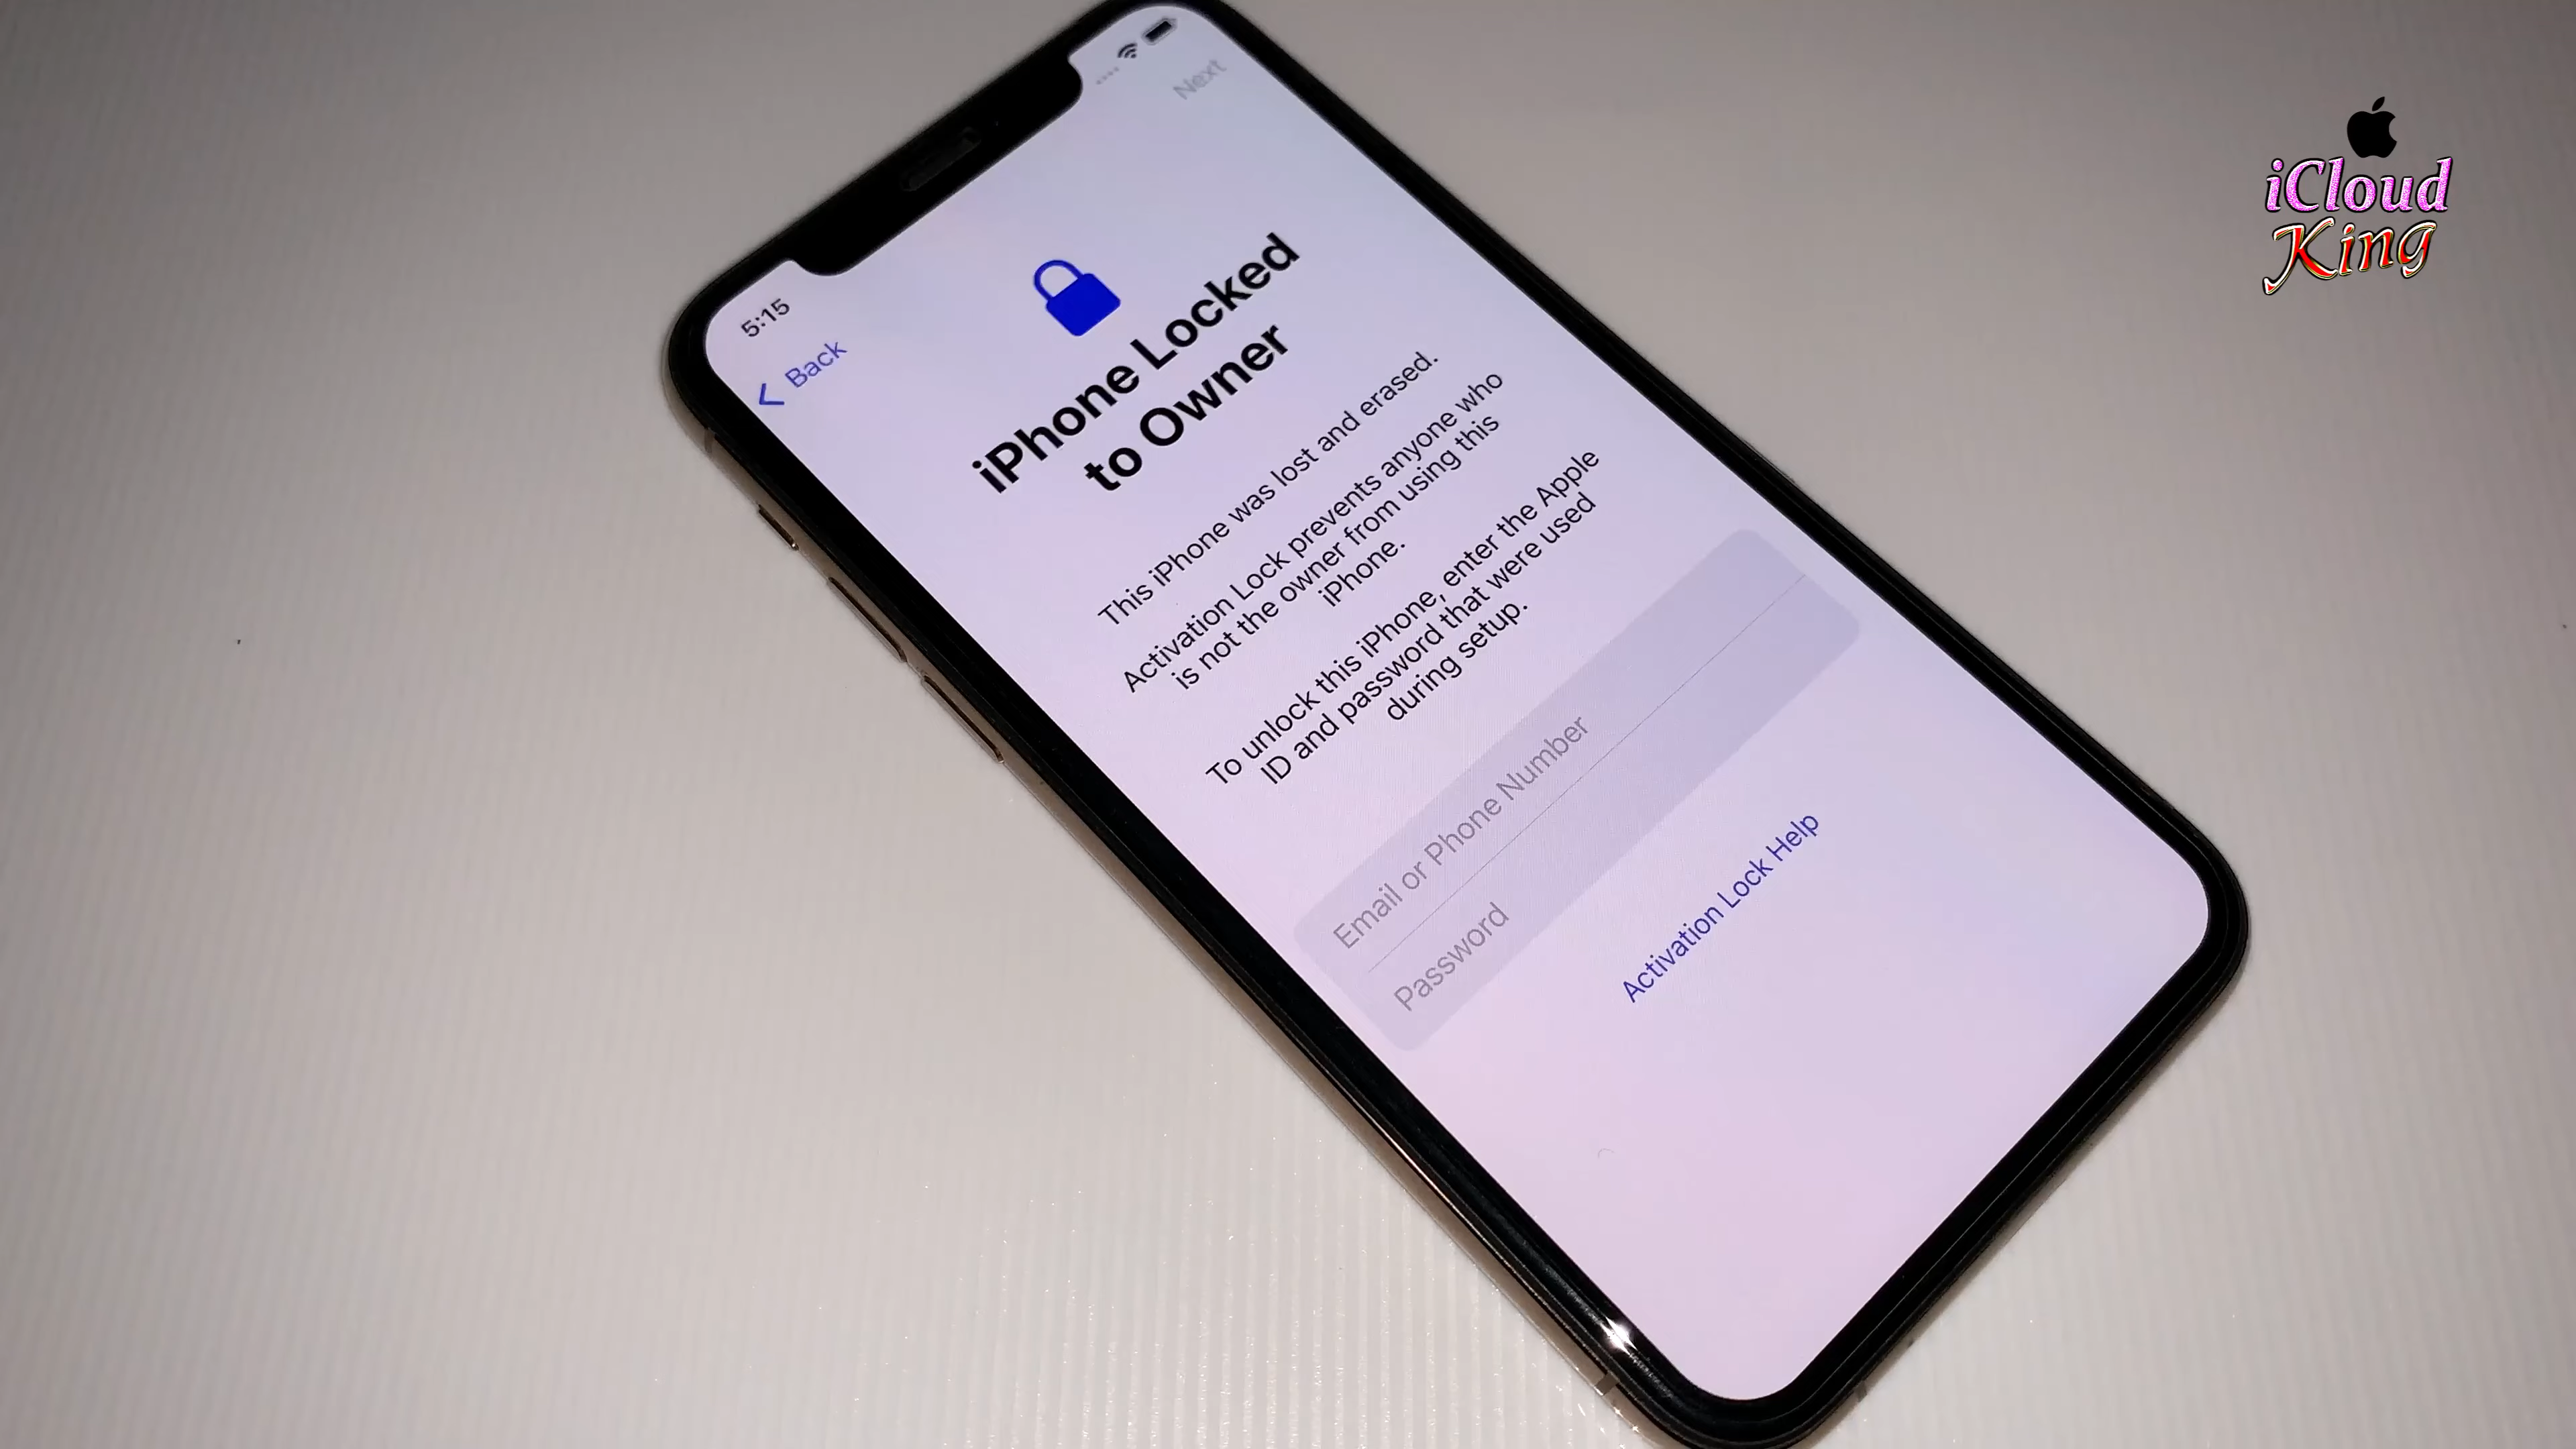 5:15
Next
Back
iPhone Locked
to Owner
This iPhone was lost and erased.
Activation Lock prevents anyone who
is not the owner from using this
iPhone.
To unlock this iPhone, enter the Apple
ID and password that were used
during setup.
Email or Phone Number
Password
Activation Lock Help
iCloud
King